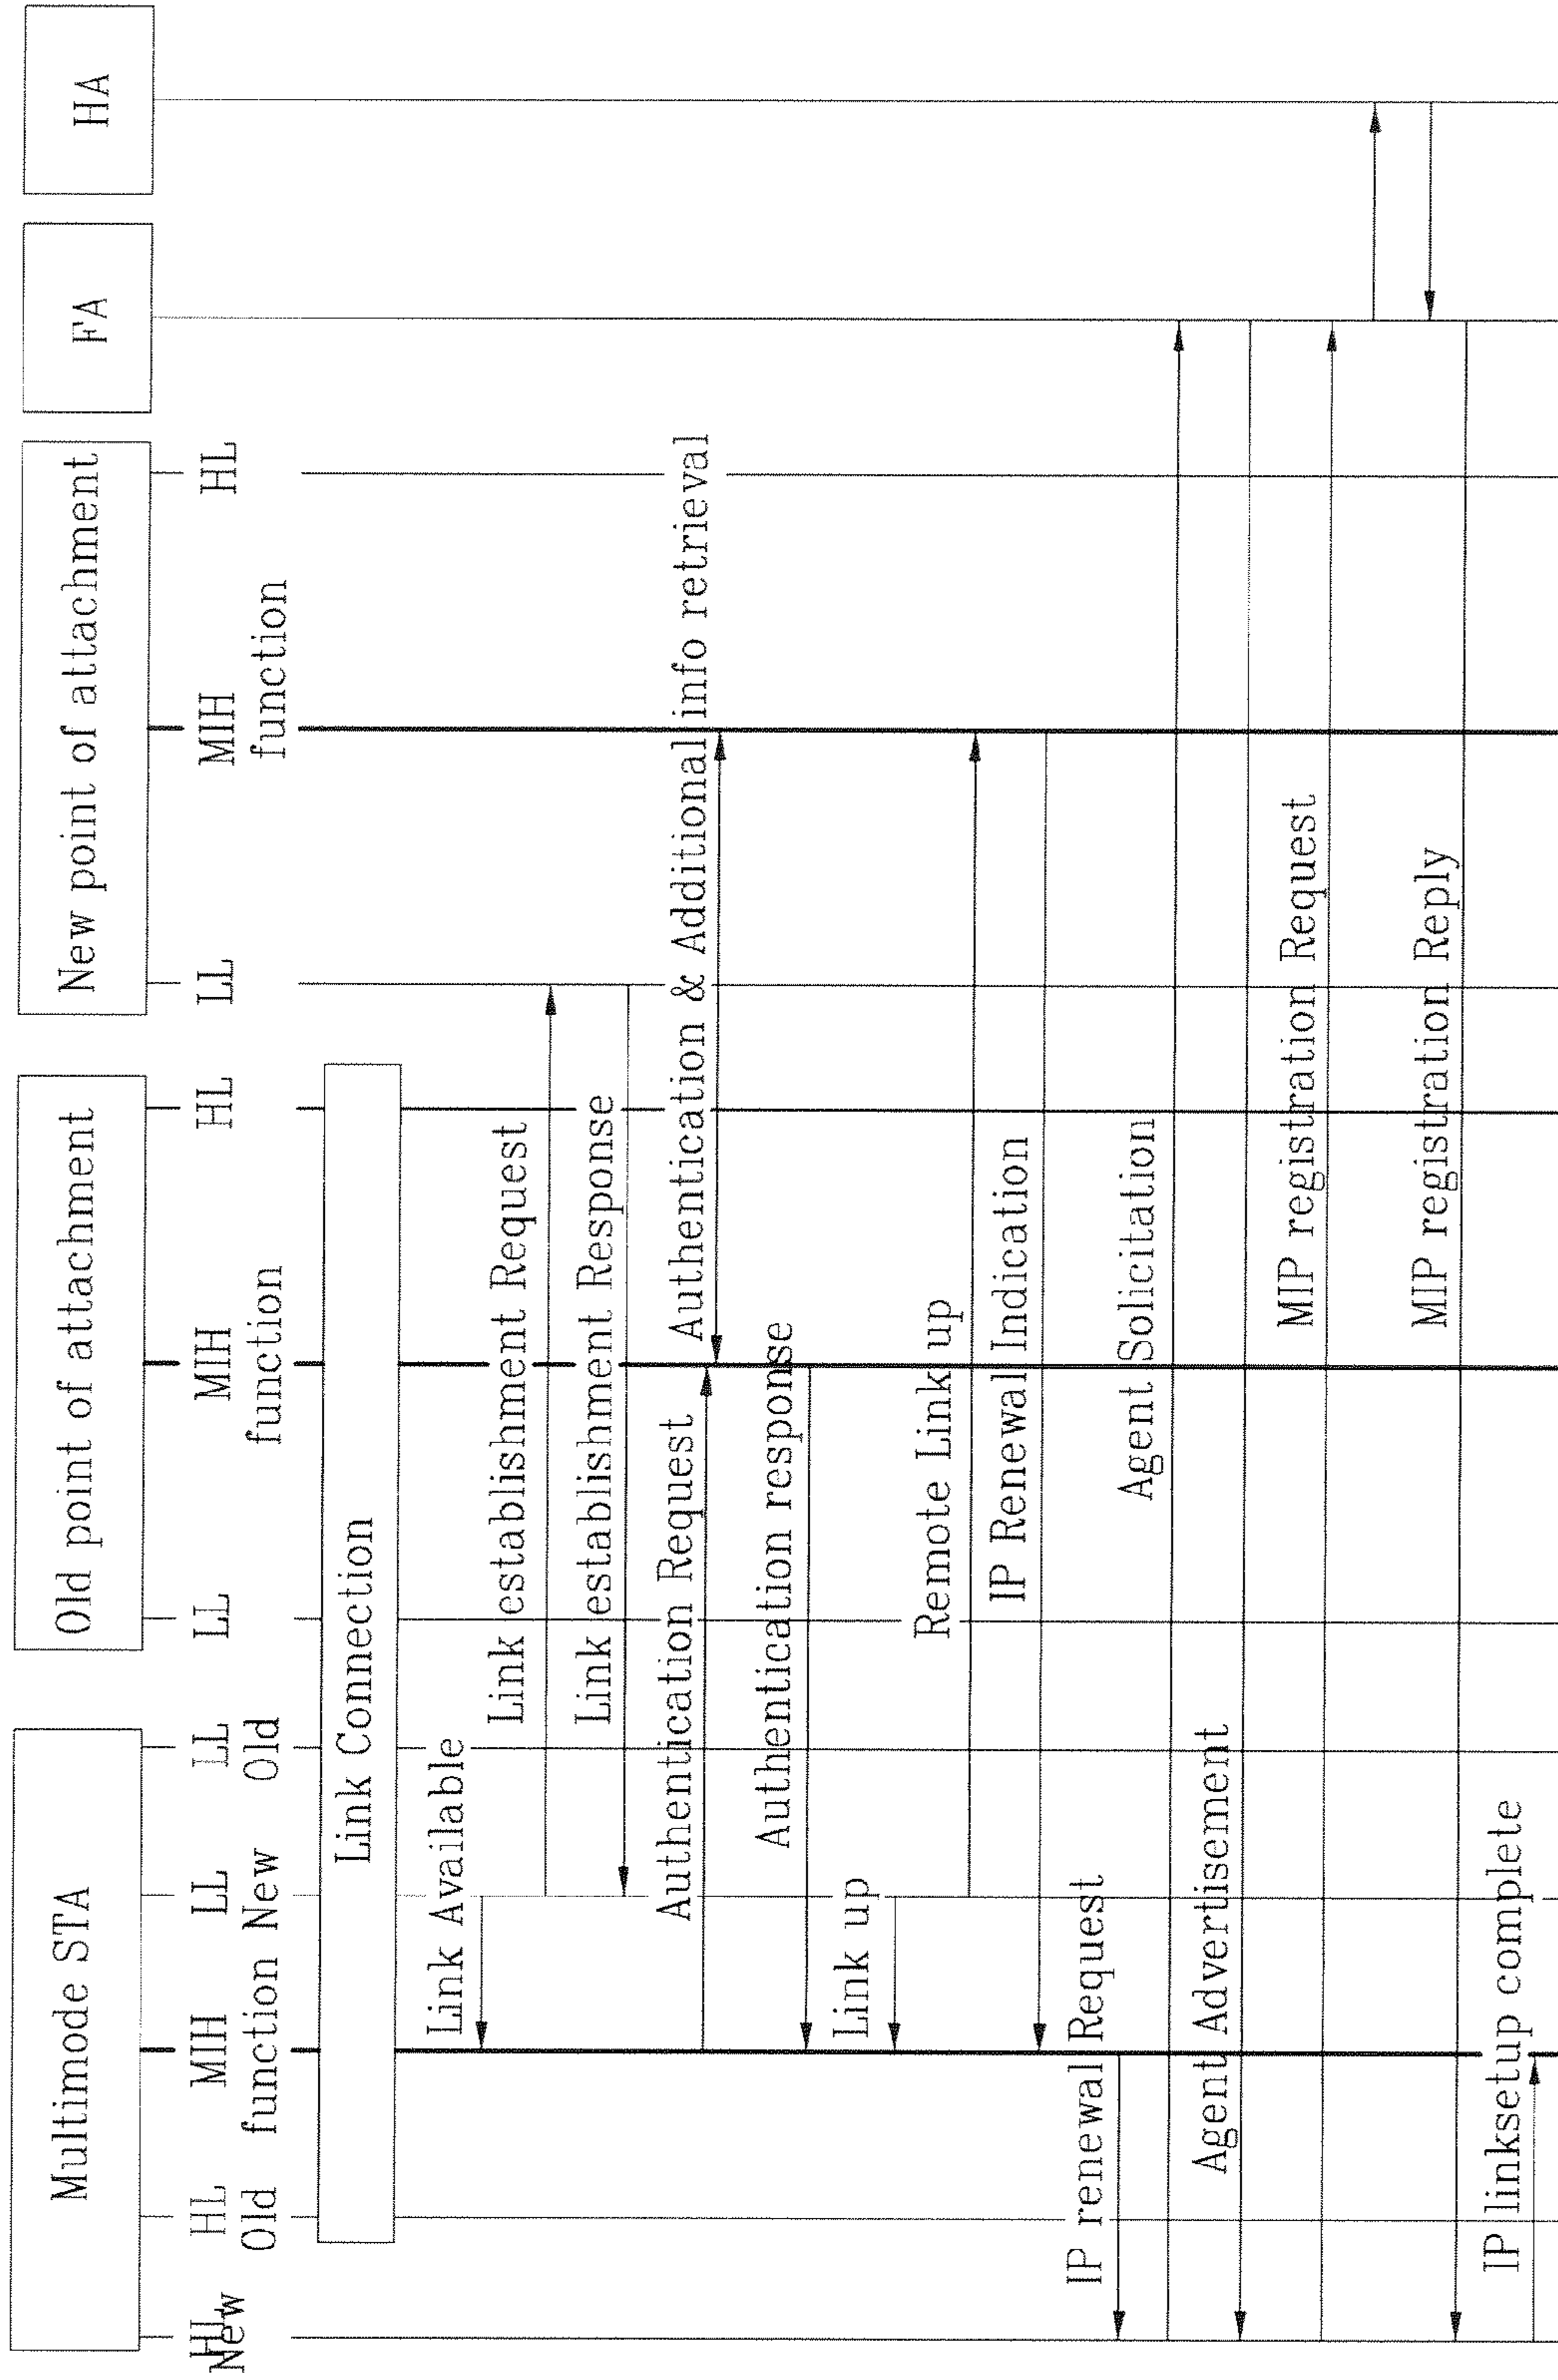 Multimode STA
Old point of attachment
New point of attachment
FA
HA
HL
New
HL
Old
MIH
function
LL
New
LL
Old
LL
MIH
function
HL
LL
MIH
function
HL
Link Connection
Link Available
Link establishment Request
Link establishment Response
Authentication Request
Authentication & Additional info retrieval
Authentication response
Link up
Remote Link up
IP Renewal Indication
IP renewal Request
Agent Solicitation
Agent Advertisement
MIP registration Request
MIP registration Reply
IP linksetup complete